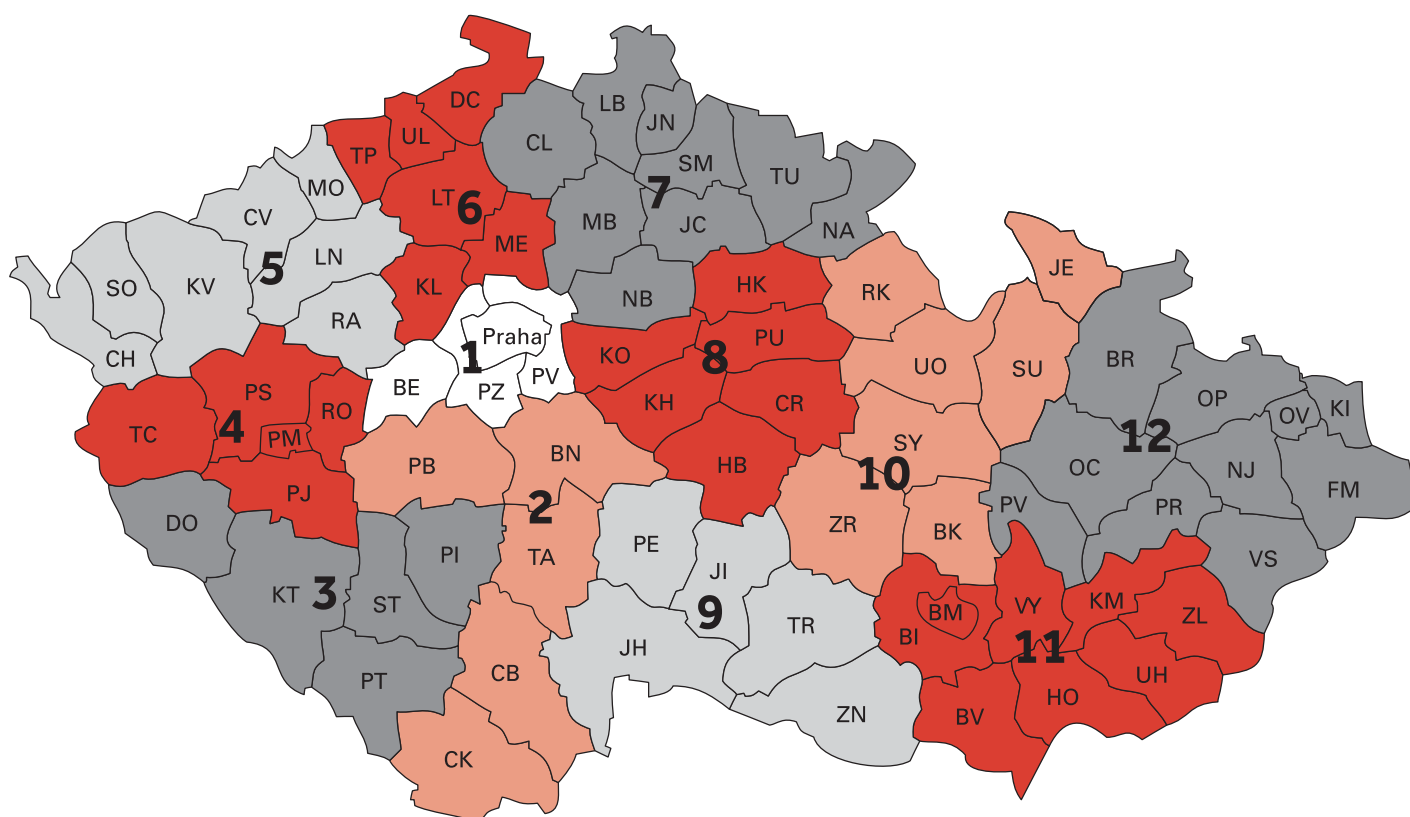 DC
LB
JN
UL
CL
TP
SM
TU
MO
LT
6
7
CV
MB
JC
NA
ME
LN
5
JE
SO
KV
KL
HK
RK
NB
RA
Praha
PU
KO
8
BR
CH
1
BE
PZ
PV
UO
SU
PS
RO
KH
CR
OP
OV
KI
TC
4
PM
SY
12
PB
BN
HB
10
OC
NJ
PJ
2
PV
PR
FM
DO
ZR
BK
PI
TA
PE
JI
VS
KT
3
ST
9
BM
VY
KM
ZL
JH
TR
BI
11
PT
CB
UH
HO
ZN
BV
CK